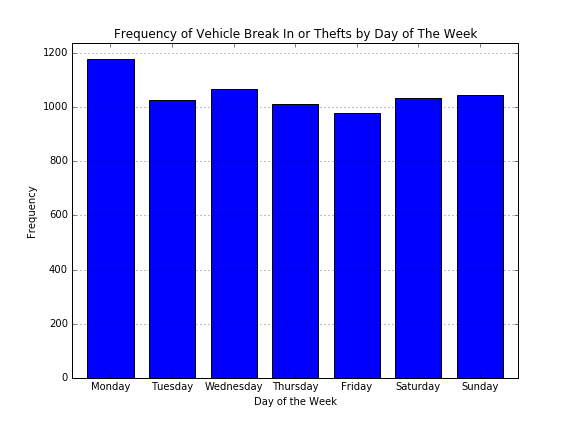 Frequency of Vehicle Break In or Thefts by Day of The Week
1200
1000
800
600
400
200
0
Frequency
Monday Tuesday Wednesday Thursday Friday Saturday Sunday
Day of the Week